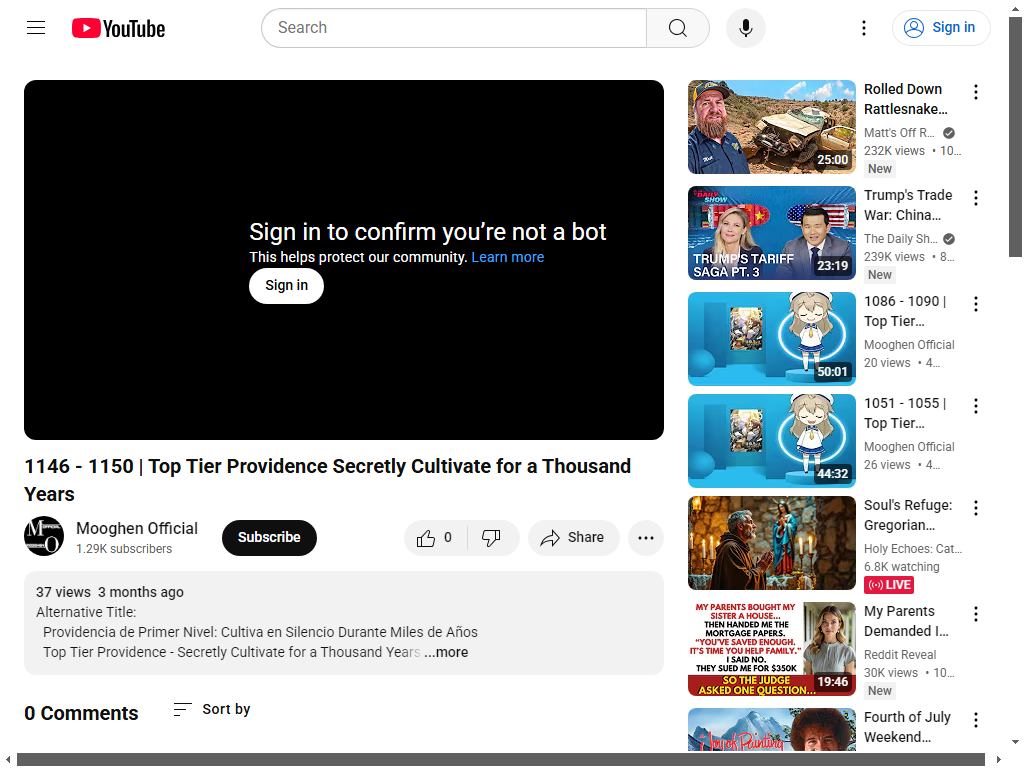 YouTube
Search
Sign in
Sign in to confirm you’re not a bot
This helps protect our community. Learn more
Sign in
1146 - 1150 | Top Tier Providence Secretly Cultivate for a Thousand
Years
Mooghen Official
1.29K subscribers
Subscribe
0
Share
37 views 3 months ago
Alternative Title:
Providencia de Primer Nivel: Cultiva en Silencio Durante Miles de Años
Top Tier Providence - Secretly Cultivate for a Thousand Years ...more
0 Comments
Sort by
25:00
Rolled Down
Rattlesnake…
Matt's Off R…
232K views • 10…
New
THE DAILY
SHOW
TRUMP'S TARIFF
SAGA PT. 3
23:19
Trump's Trade
War: China…
The Daily Sh…
239K views • 8…
New
50:01
1086 - 1090 |
Top Tier…
Mooghen Official
20 views • 4…
44:32
1051 - 1055 |
Top Tier…
Mooghen Official
26 views • 4…
Soul's Refuge:
Gregorian…
Holy Echoes: Cat…
6.8K watching
LIVE
MY PARENTS BOUGHT MY
SISTER A HOUSE...
THEN HANDED ME THE
MORTGAGE PAPERS.
“YOU'VE SAVED ENOUGH.
IT'S TIME YOU HELP FAMILY.”
I SAID NO.
THEY SUED ME FOR $350K
SO THE JUDGE
ASKED ONE QUESTION...
19:46
My Parents
Demanded I…
Reddit Reveal
30K views • 10…
New
Joy of Painting
Fourth of July
Weekend…